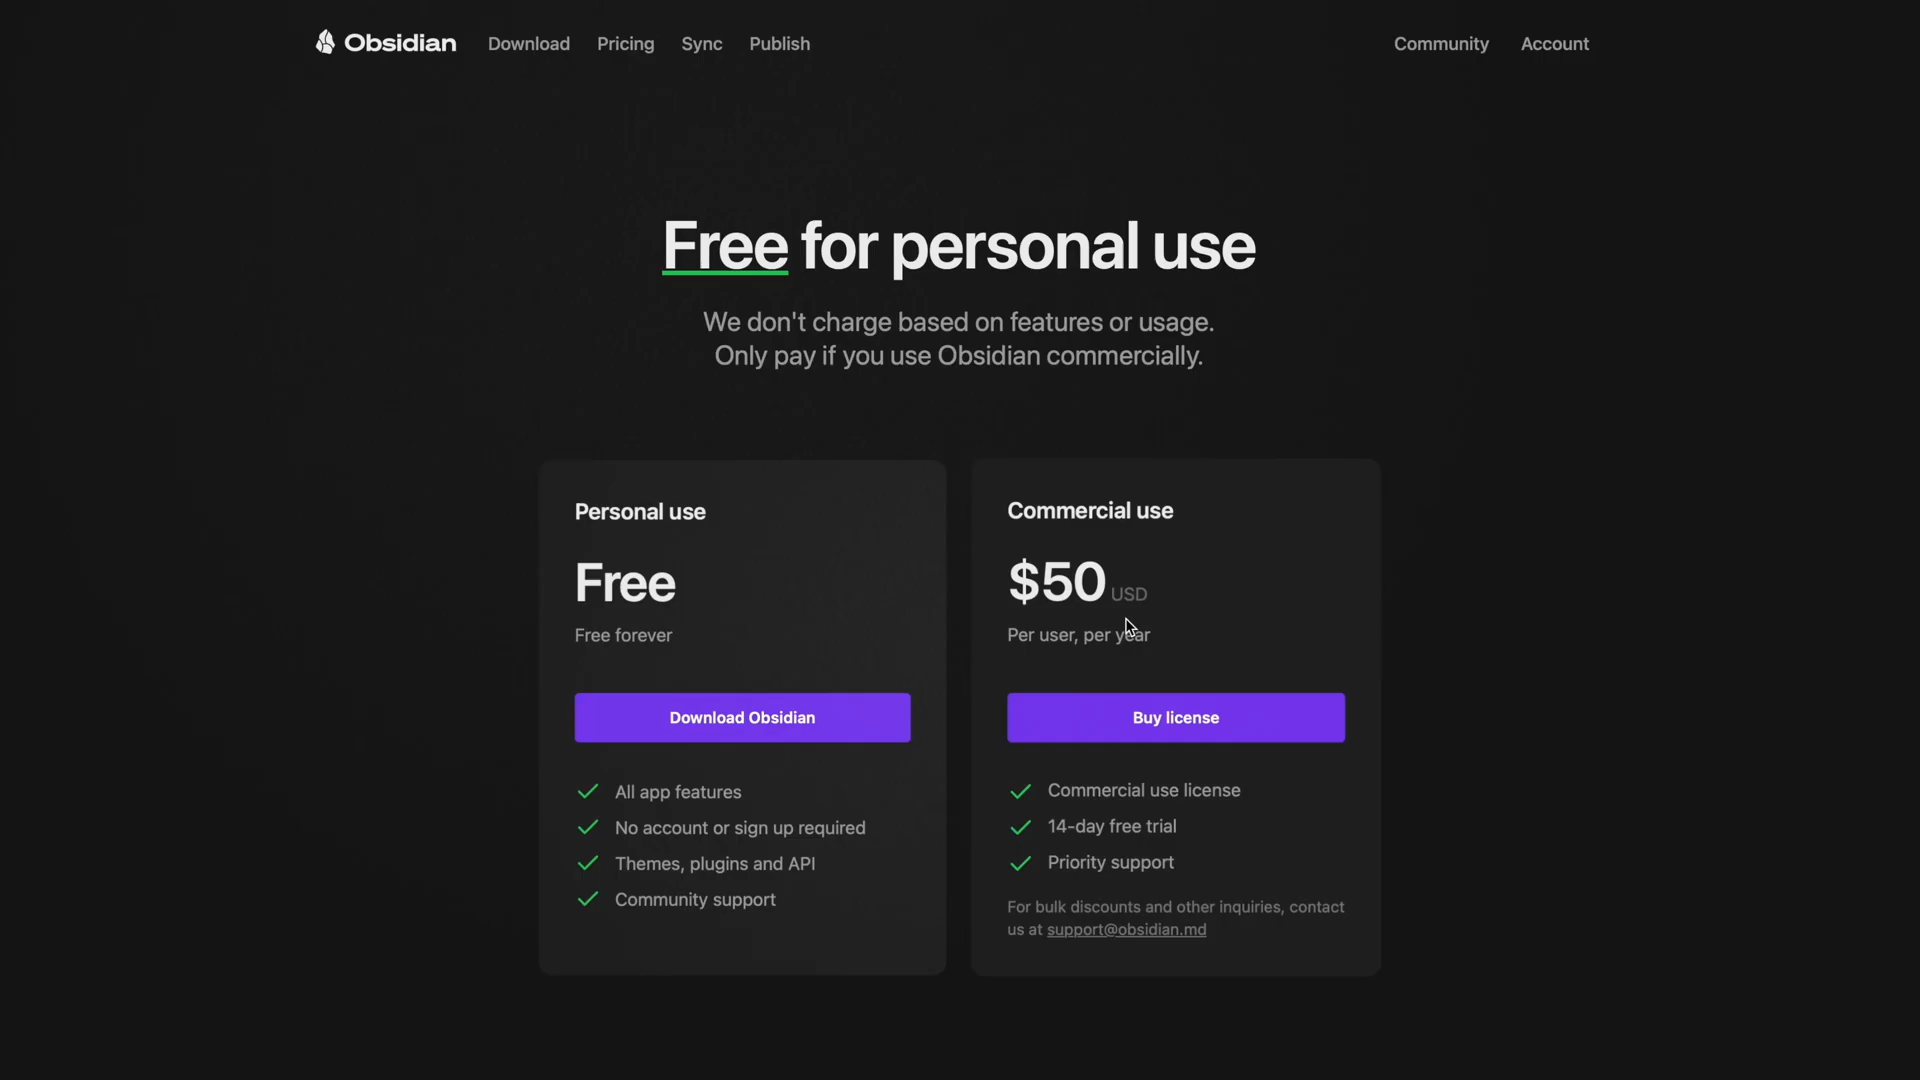 Obsidian Download Pricing Sync Publish Community Account
Free for personal use
We don't charge based on features or usage.
Only pay if you use Obsidian commercially.
Personal use
Free
Free forever
Download Obsidian
All app features
No account or sign up required
Themes, plugins and API
Community support
Commercial use
$50 USD
Per user, per year
Buy license
Commercial use license
14-day free trial
Priority support
For bulk discounts and other inquiries, contact
us at support@obsidian.md